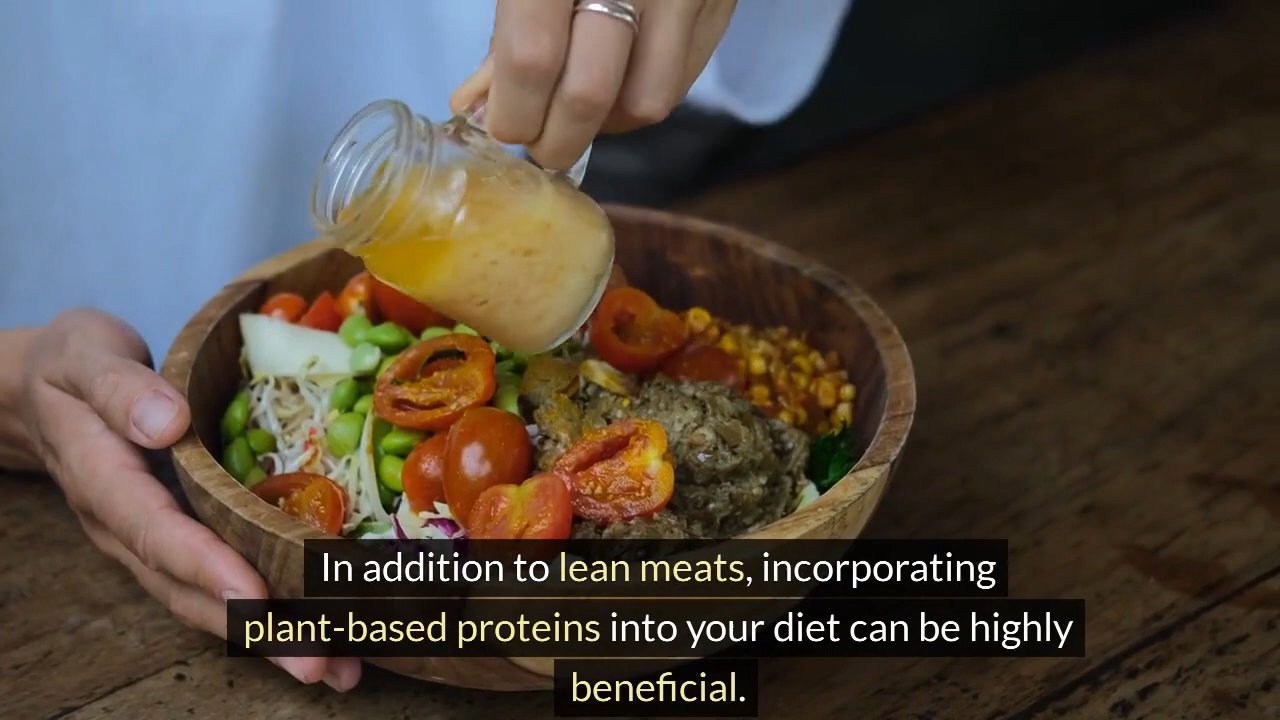 In addition to lean meats, incorporating
plant-based proteins into your diet can be highly
beneficial.